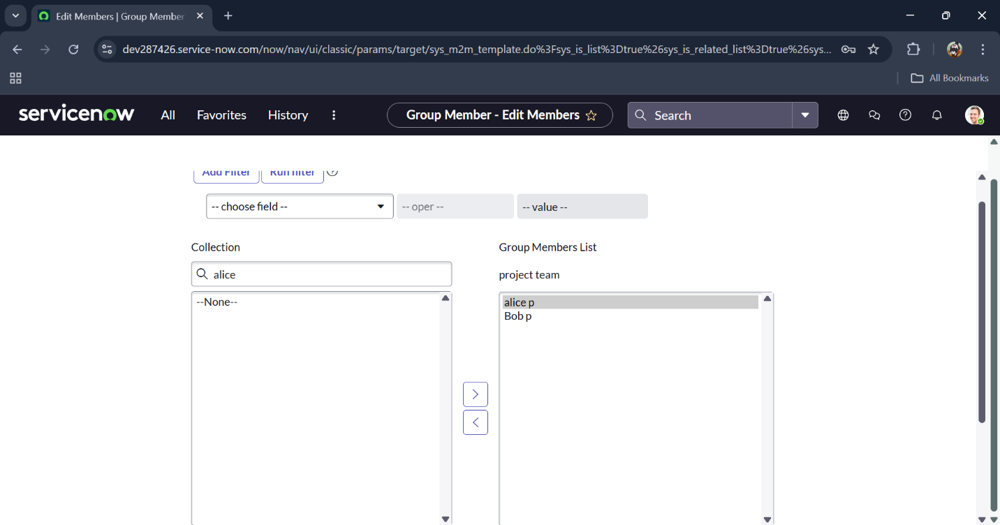 Edit Members | Group Member
dev287426.service-now.com/now/nav/ui/classic/params/target/sys_m2m_template.do%3Fsys_is_list%3Dtrue%26sys_is_related_list%3Dtrue%26sys...
All Bookmarks
servicenow All Favorites History Group Member - Edit Members Search
Add Filter Run filter
-- choose field -- -- oper -- -- value --
Collection Group Members List
alice project team
--None-- alice p
Bob p